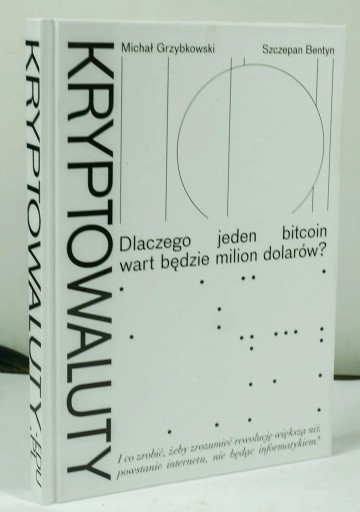 KRYPTOWALUTY
Michał Grzybkowski
Szczepan Bentyn
KRYPTOWALUTY
Dlaczego jeden bitcoin
wart będzie milion dolarów?
I co zrobić, żeby zrozumieć rewolucję większą niż
powstanie internetu, nie będąc informatykiem?